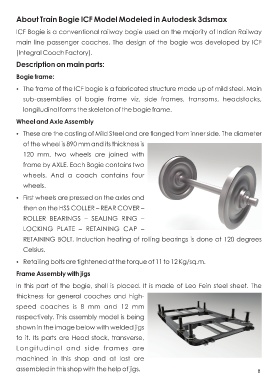 About Train Bogie ICF Model Modeled in Autodesk 3dsmax
ICF Bogie is a conventional railway bogie used on the majority of Indian Railway
main line passenger coaches. The design of the bogie was developed by ICF
(Integral Coach Factory).
Description on main parts:
Bogie frame:
• The frame of the ICF bogie is a fabricated structure made up of mild steel. Main
sub-assemblies of bogie frame viz. side frames, transoms, headstocks,
longitudinal forms the skeleton of the bogie frame.
Wheel and Axle Assembly
• These are the casting of Mild Steel and are flanged from inner side. The diameter
of the wheel is 890 mm and its thickness is
120 mm, two wheels are joined with
frame by AXLE. Each Bogie contains two
wheels. And a coach contains four
wheels.
• First wheels are pressed on the axles and
then on the HSS COLLER – REAR COVER –
ROLLER BEARINGS – SEALING RING –
LOCKING PLATE – RETAINING CAP –
RETAINING BOLT. Induction heating of rolling bearings is done at 120 degrees
Celsius.
• Retailing bolts are tightened at the torque of 11 to 12 Kg/sq.m.
Frame Assembly with jigs
In this part of the bogie, shell is placed. It is made of Leo Fein steel sheet. The
thickness for general coaches and high-
speed coaches is 8 mm and 12 mm
respectively. This assembly model is being
shown in the image below with welded jigs
to it. Its parts are Head stock, transverse,
Longitudinal and side frames are
machined in this shop and at last are
assembled in this shop with the help of jigs.
8